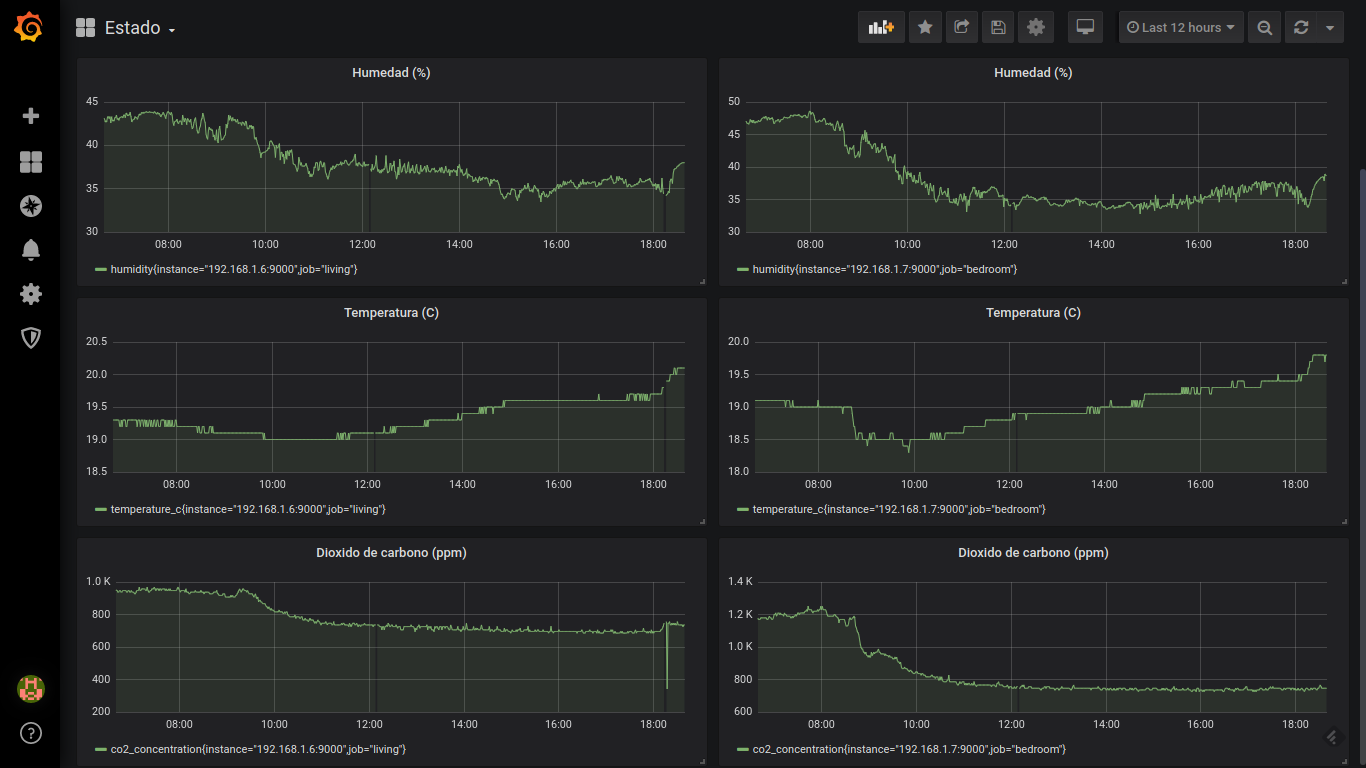 Estado
Last 12 hours
Humedad (%)
45
40
35
30
08:00 10:00 12:00 14:00 16:00 18:00
humidity{instance="192.168.1.6:9000",job="living"}
Humedad (%)
50
45
40
35
30
08:00 10:00 12:00 14:00 16:00 18:00
humidity{instance="192.168.1.7:9000",job="bedroom"}
Temperatura (C)
20.5
20.0
19.5
19.0
18.5
08:00 10:00 12:00 14:00 16:00 18:00
temperature_c{instance="192.168.1.6:9000",job="living"}
Temperatura (C)
20.0
19.5
19.0
18.5
18.0
08:00 10:00 12:00 14:00 16:00 18:00
temperature_c{instance="192.168.1.7:9000",job="bedroom"}
Dioxido de carbono (ppm)
1.0 K
800
600
400
200
08:00 10:00 12:00 14:00 16:00 18:00
co2_concentration{instance="192.168.1.6:9000",job="living"}
Dioxido de carbono (ppm)
1.4 K
1.2 K
1.0 K
800
600
08:00 10:00 12:00 14:00 16:00 18:00
co2_concentration{instance="192.168.1.7:9000",job="bedroom"}